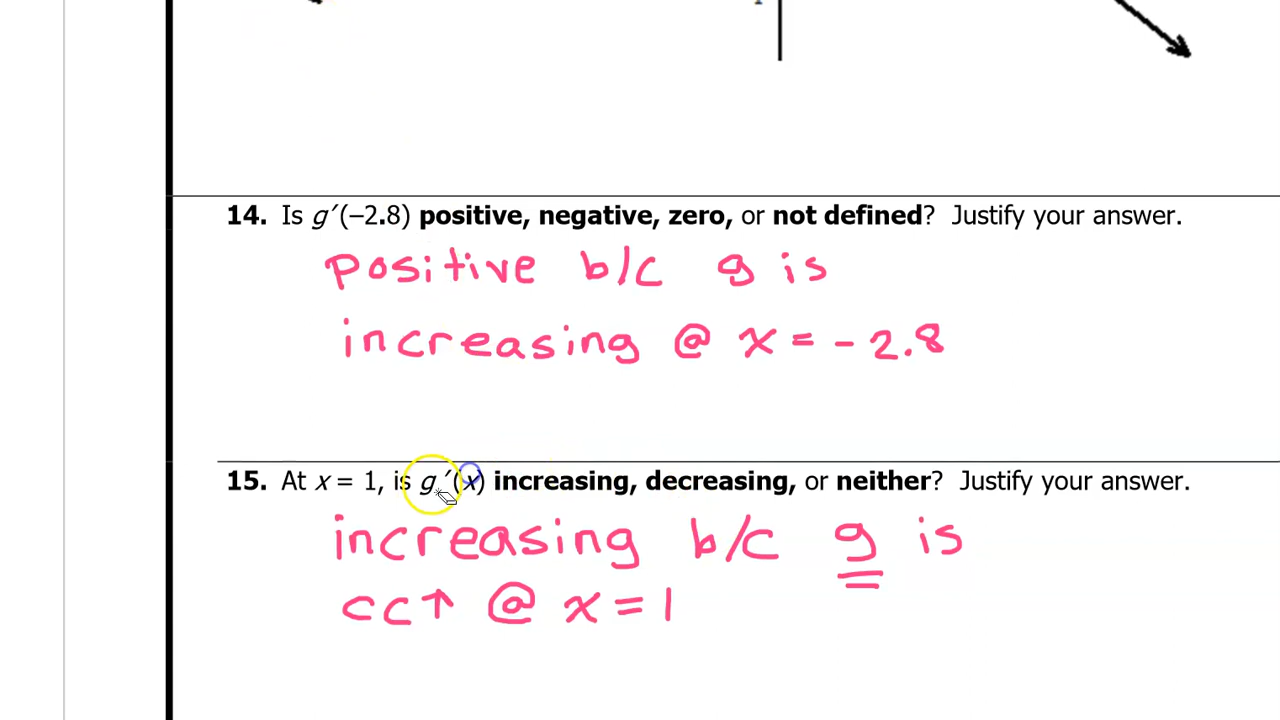 14. Is g′(–2.8) positive, negative, zero, or not defined? Justify your answer.
positive b/c g is
increasing @ x = -2.8
15. At x = 1, is g′(x) increasing, decreasing, or neither? Justify your answer.
increasing b/c g is
cc↑ @ x = 1